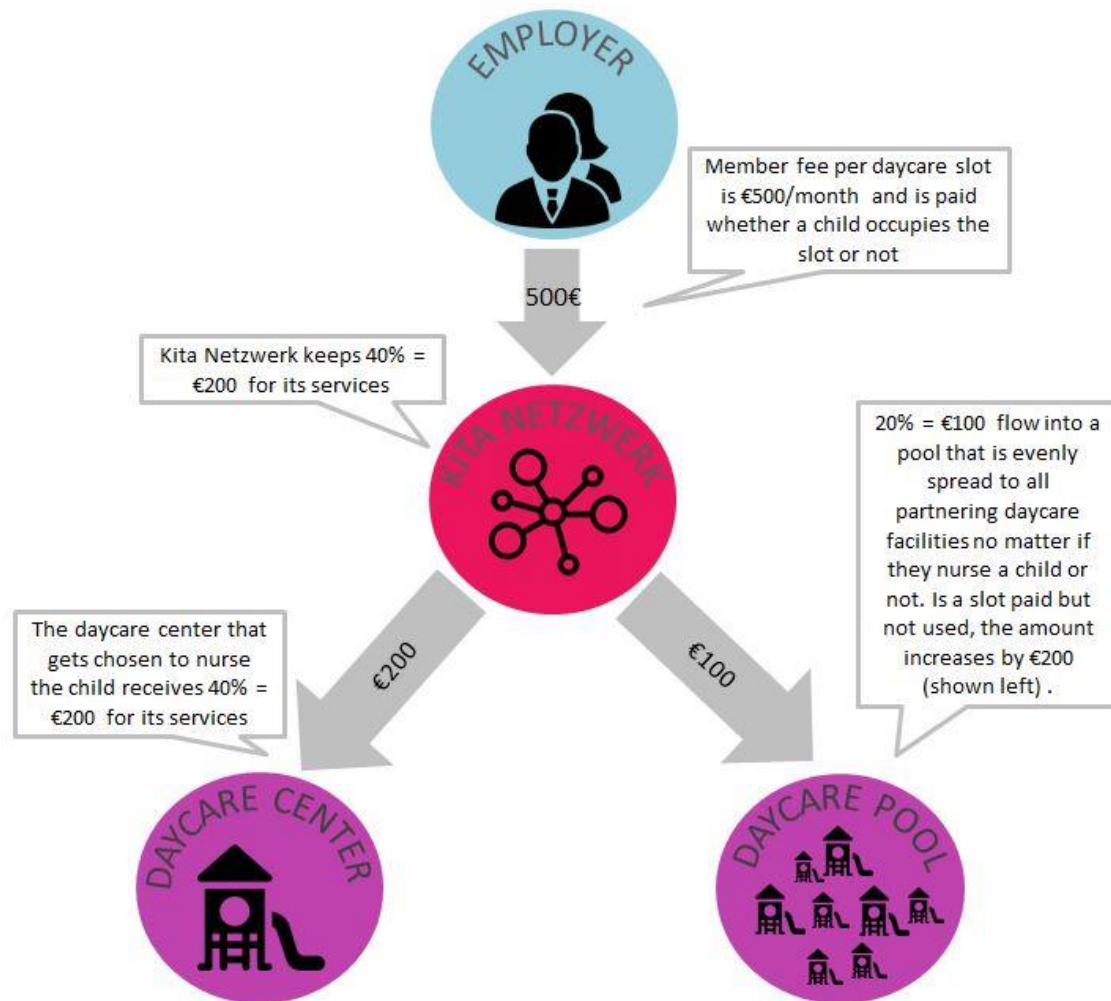 EMPLOYER
Member fee per daycare slot
is €500/month and is paid
whether a child occupies the
slot or not
500€
Kita Netzwerk keeps 40% =
€200 for its services
KITA NETZWERK
20% = €100 flow into a
pool that is evenly
spread to all
partnering daycare
facilities no matter if
they nurse a child or
not. Is a slot paid but
not used, the amount
increases by €200
(shown left) .
The daycare center that
gets chosen to nurse
the child receives 40% =
€200 for its services
€200
€100
DAYCARE CENTER
DAYCARE POOL